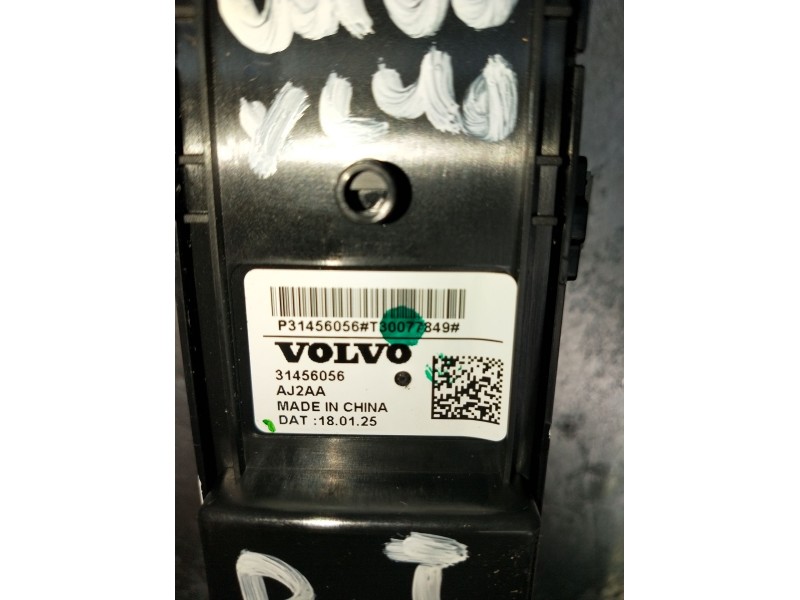 P31456056#T30077849#
VOLVO
31456056
AJ2AA
MADE IN CHINA
DAT :18.01.25